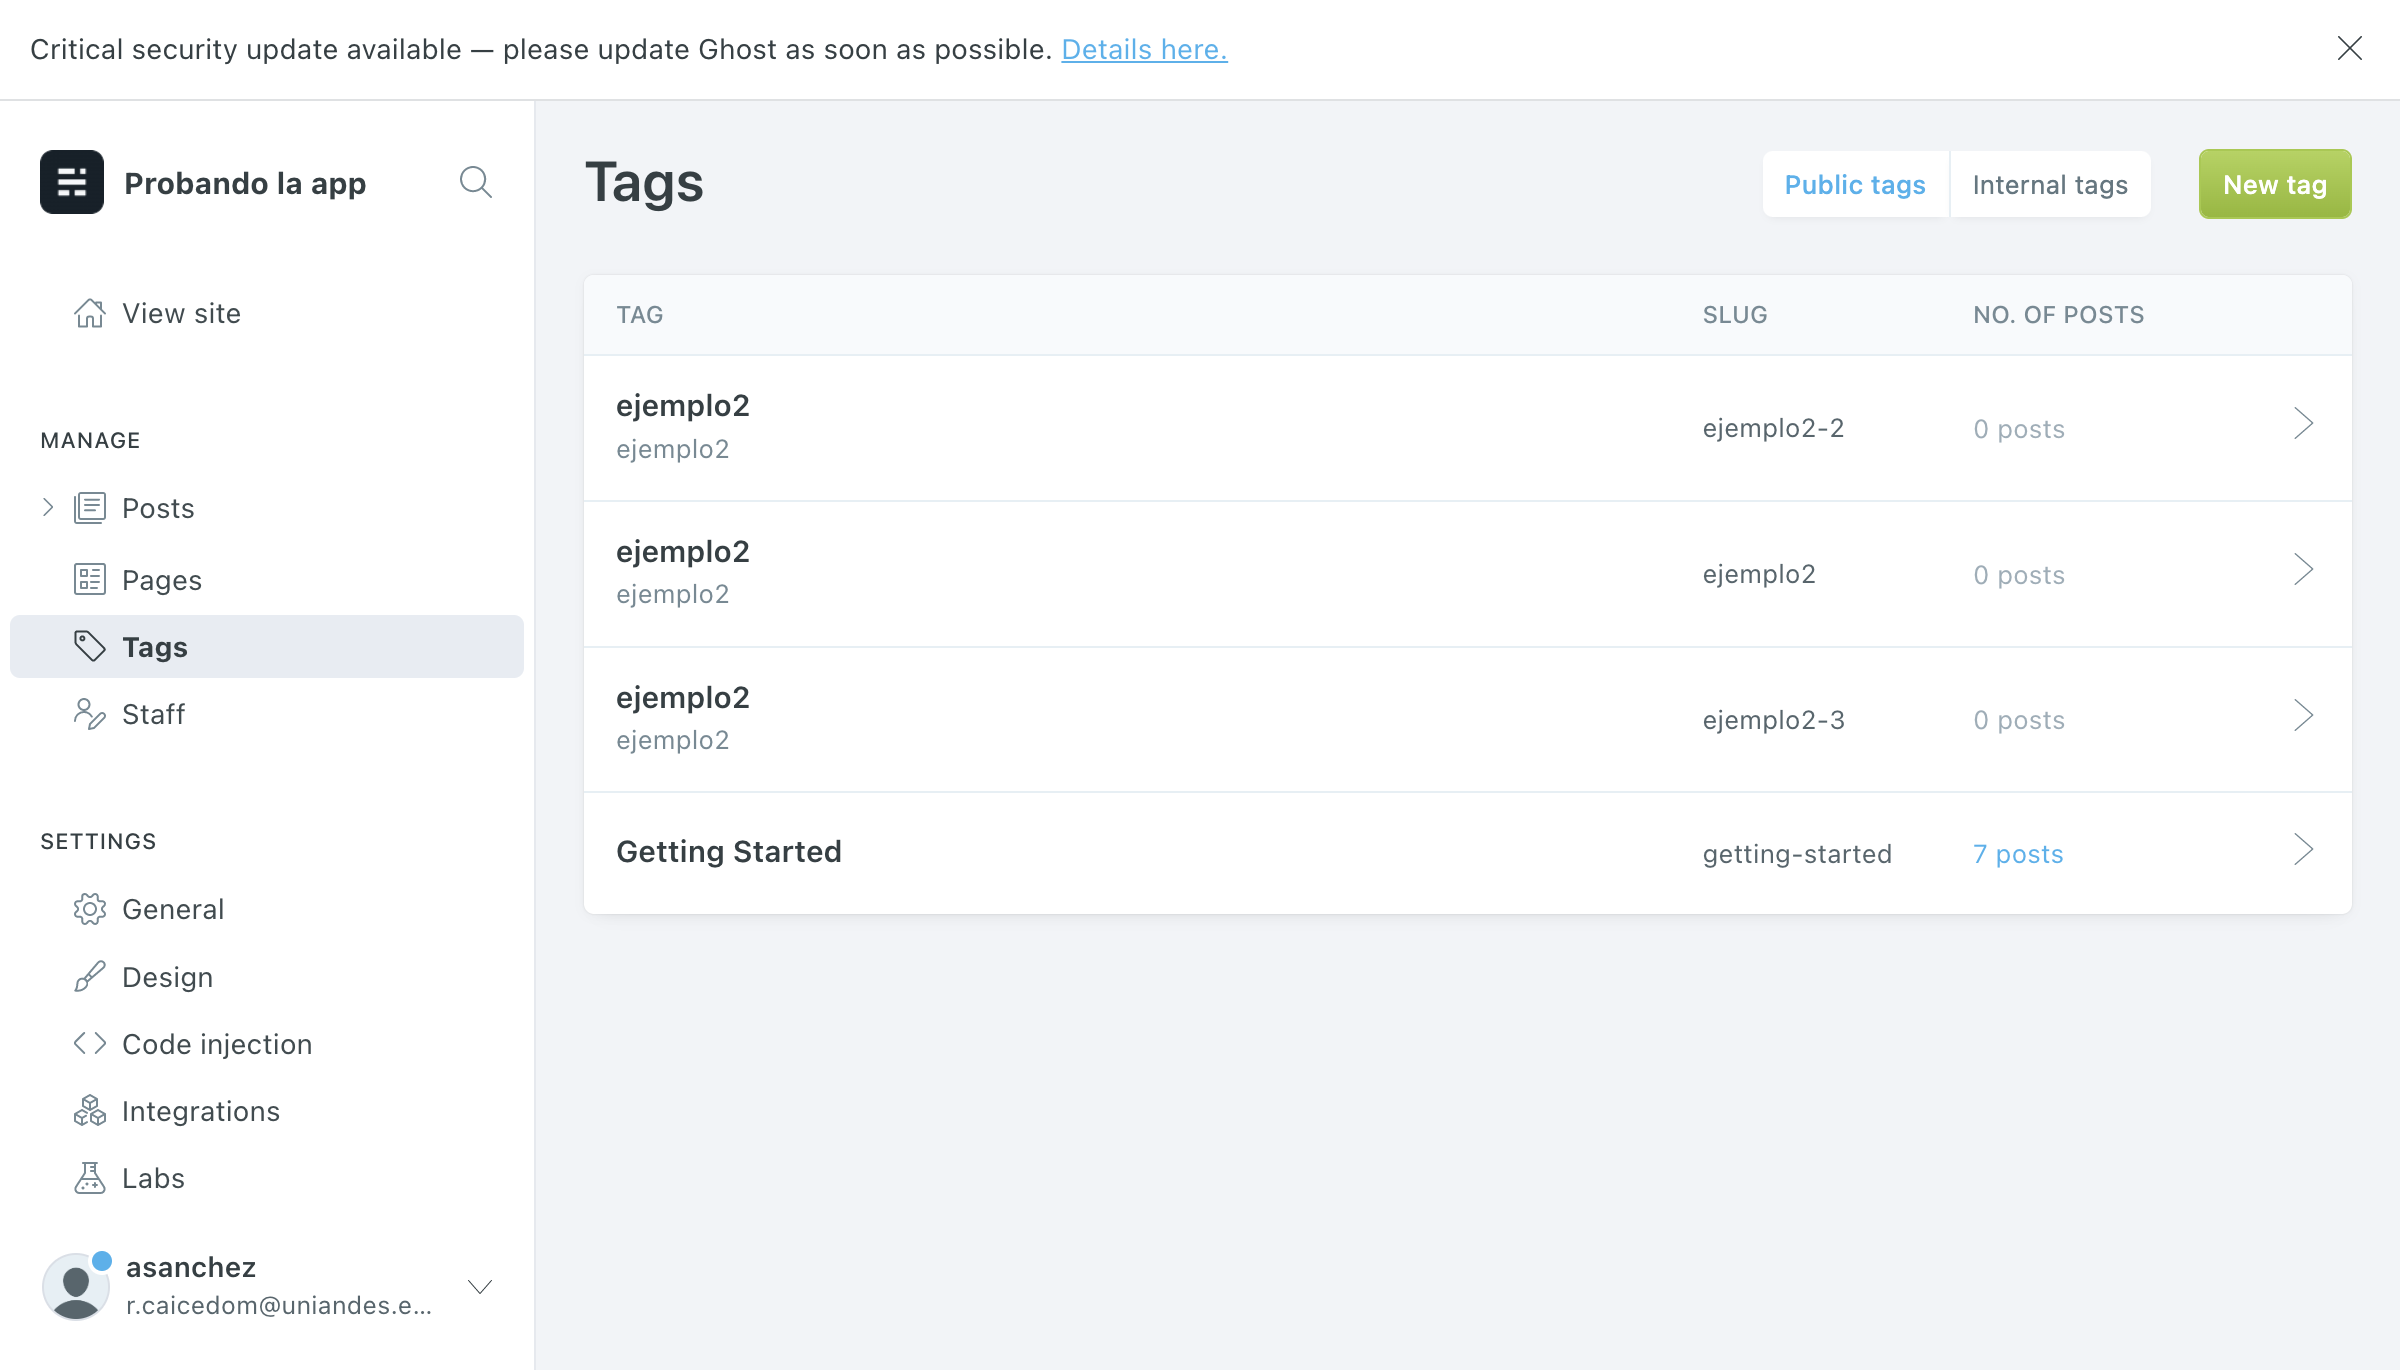 Critical security update available — please update Ghost as soon as possible. Details here.
Probando la app
View site
MANAGE
Posts
Pages
Tags
Staff
SETTINGS
General
Design
Code injection
Integrations
Labs
asanchez
r.caicedom@uniandes.e...
Tags
Public tags Internal tags New tag
TAG SLUG NO. OF POSTS
ejemplo2
ejemplo2
ejemplo2-2 0 posts
ejemplo2
ejemplo2
ejemplo2 0 posts
ejemplo2
ejemplo2
ejemplo2-3 0 posts
Getting Started getting-started 7 posts